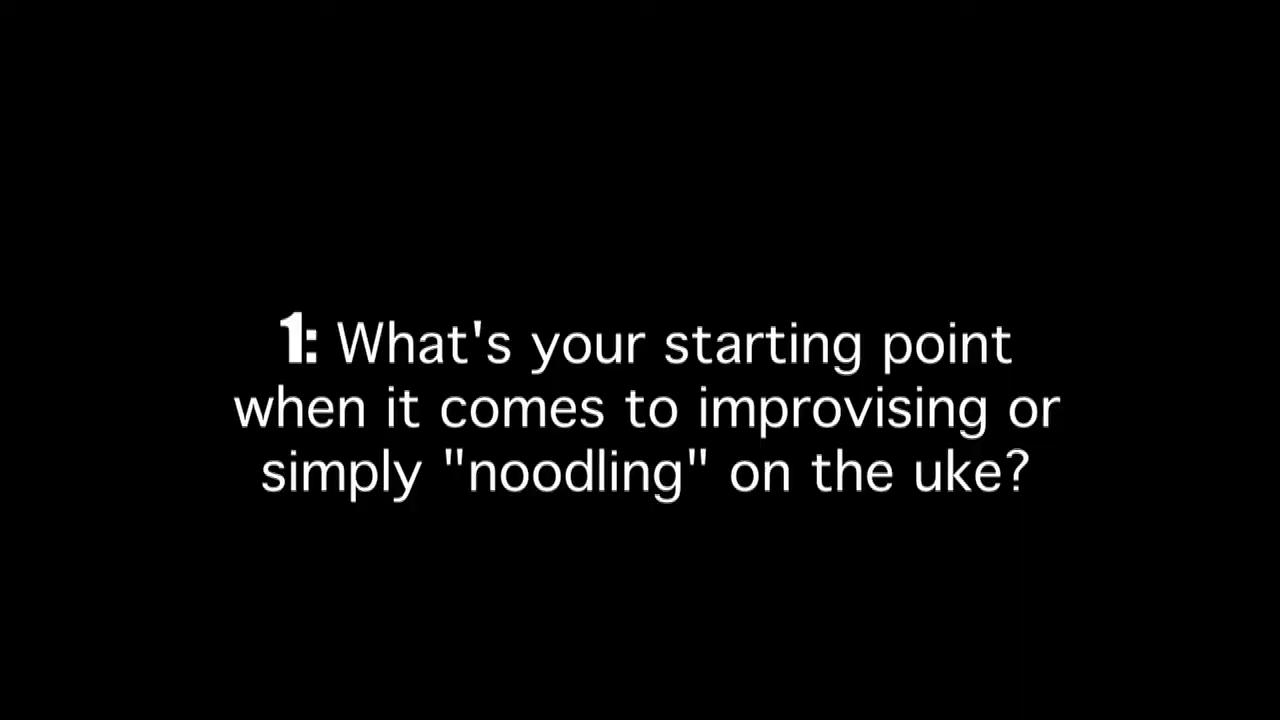 1: What's your starting point
when it comes to improvising or
simply "noodling" on the uke?